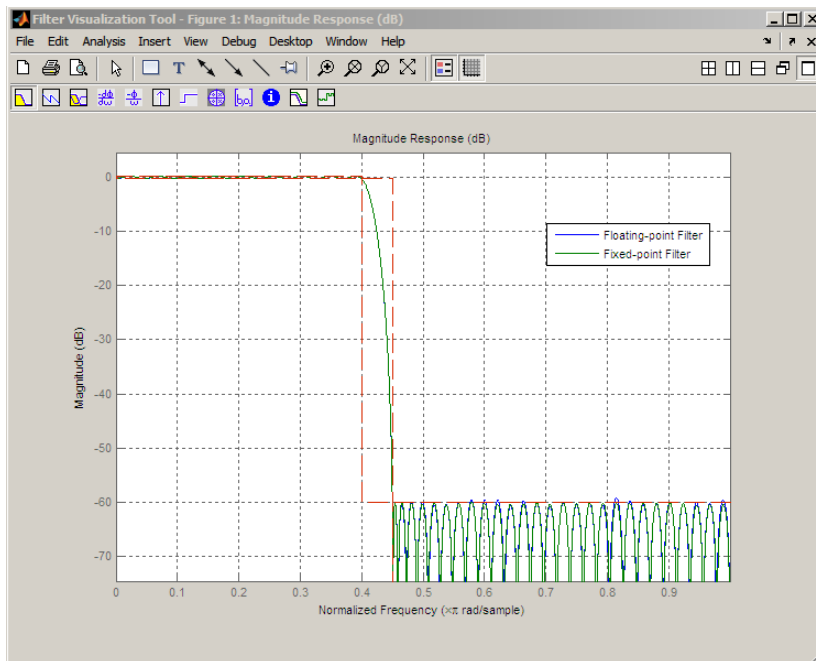 Filter Visualization Tool - Figure 1: Magnitude Response (dB)
File Edit Analysis Insert View Debug Desktop Window Help
Magnitude Response (dB)
0
-10
-20
-30
-40
-50
-60
-70
Magnitude (dB)
Floating-point Filter
Fixed-point Filter
0 0.1 0.2 0.3 0.4 0.5 0.6 0.7 0.8 0.9
Normalized Frequency (×π rad/sample)